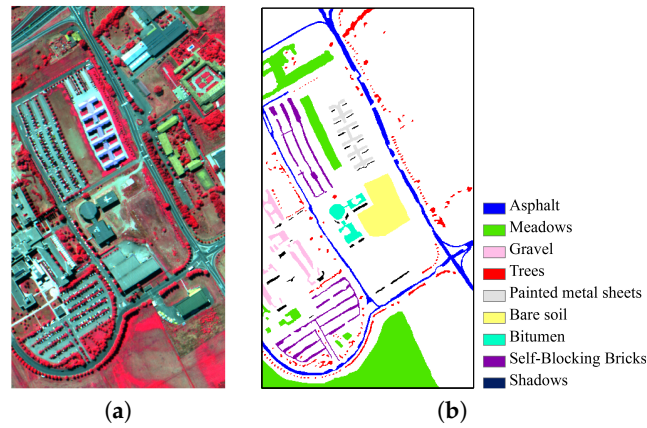 Asphalt
Meadows
Gravel
Trees
Painted metal sheets
Bare soil
Bitumen
Self-Blocking Bricks
Shadows
(a)
(b)